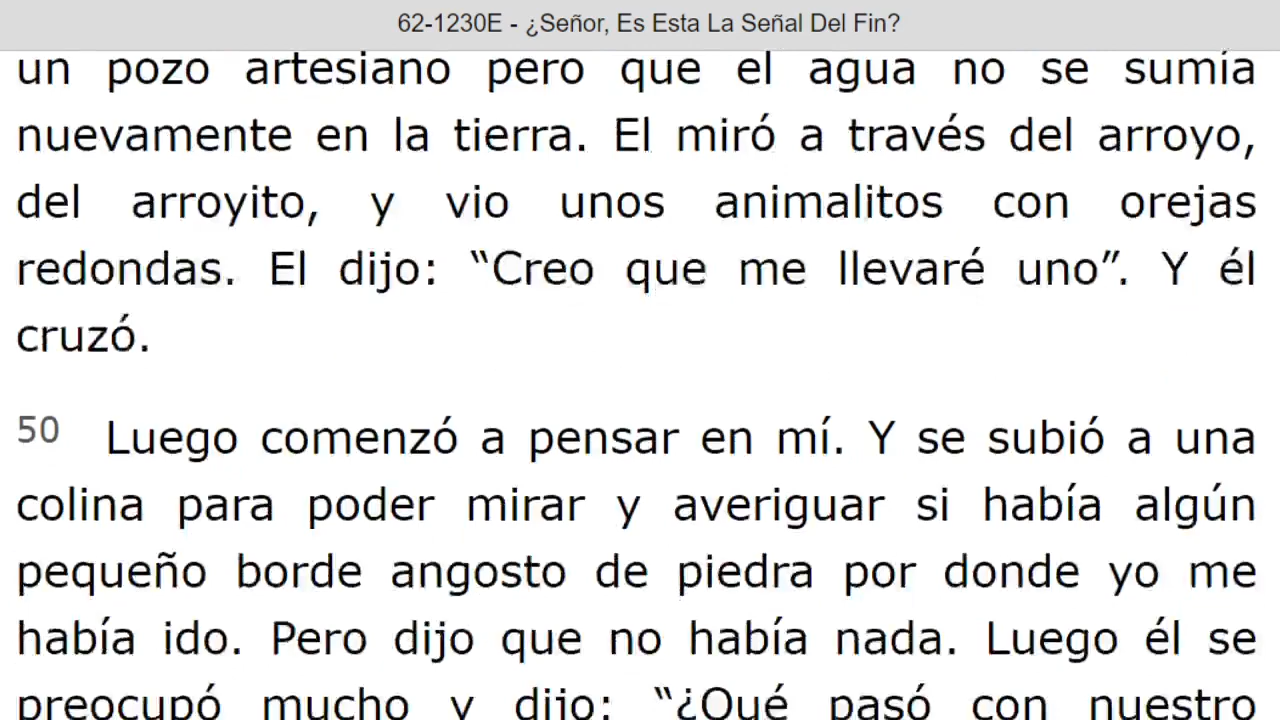 62-1230E - ¿Señor, Es Esta La Señal Del Fin?
un pozo artesiano pero que el agua no se sumía
nuevamente en la tierra. El miró a través del arroyo,
del arroyito, y vio unos animalitos con orejas
redondas. El dijo: “Creo que me llevaré uno”. Y él
cruzó.
50 Luego comenzó a pensar en mí. Y se subió a una
colina para poder mirar y averiguar si había algún
pequeño borde angosto de piedra por donde yo me
había ido. Pero dijo que no había nada. Luego él se
preocupó mucho y dijo: “¿Qué pasó con nuestro